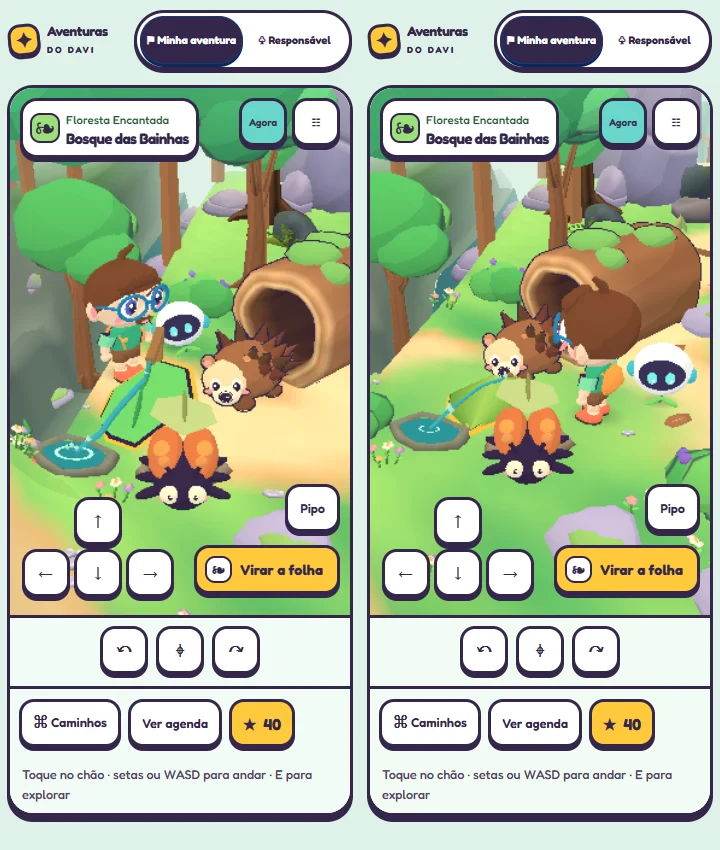 Aventuras
DO DAVI
Minha aventura
Responsável
Floresta Encantada
Bosque das Bainhas
Agora
Pipo
↑
← ↓ →
Virar a folha
⌘ Caminhos
Ver agenda
★ 40
Toque no chão · setas ou WASD para andar · E para
explorar
Aventuras
DO DAVI
Minha aventura
Responsável
Floresta Encantada
Bosque das Bainhas
Agora
Pipo
↑
← ↓ →
Virar a folha
⌘ Caminhos
Ver agenda
★ 40
Toque no chão · setas ou WASD para andar · E para
explorar